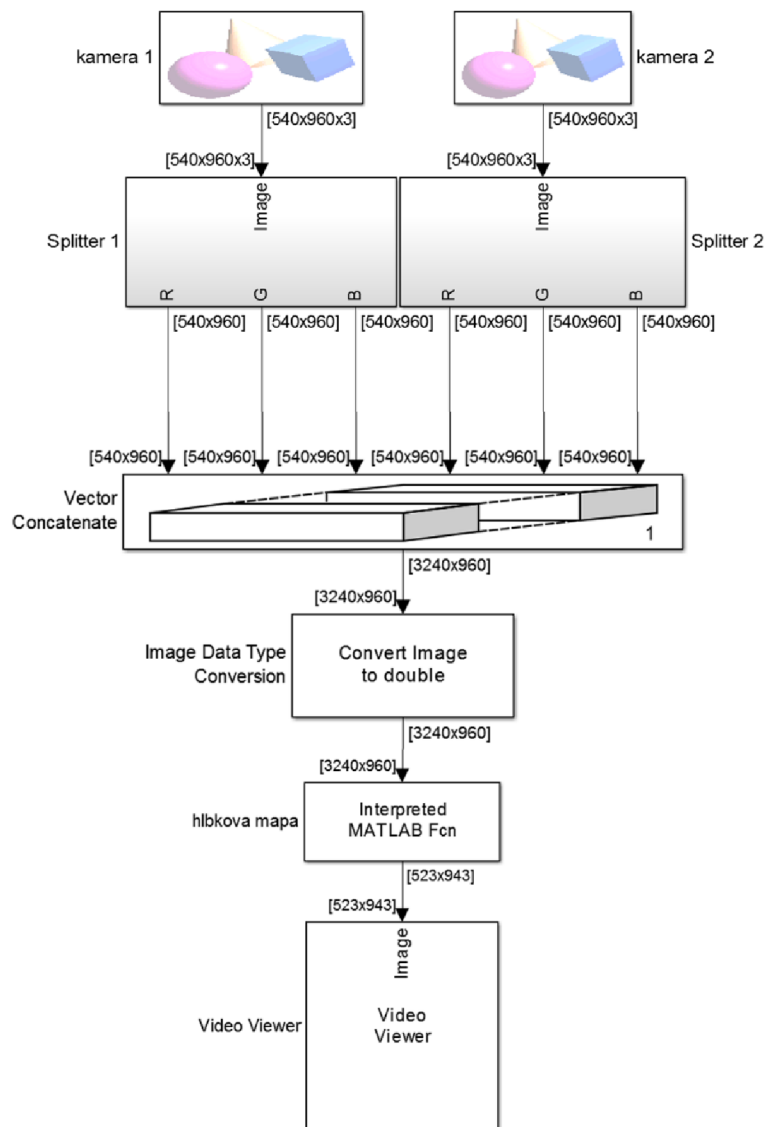 kamera 1
kamera 2
[540x960x3]
[540x960x3]
[540x960x3]
[540x960x3]
Image
Image
Splitter 1
Splitter 2
R
G
B
R
G
B
[540x960]
[540x960]
[540x960]
[540x960]
[540x960]
[540x960]
[540x960]
[540x960]
[540x960]
[540x960]
[540x960]
[540x960]
Vector
Concatenate
1
[3240x960]
[3240x960]
Image Data Type
Conversion
Convert Image
to double
[3240x960]
[3240x960]
hlbkova mapa
Interpreted
MATLAB Fcn
[523x943]
[523x943]
Image
Video Viewer
Video
Viewer